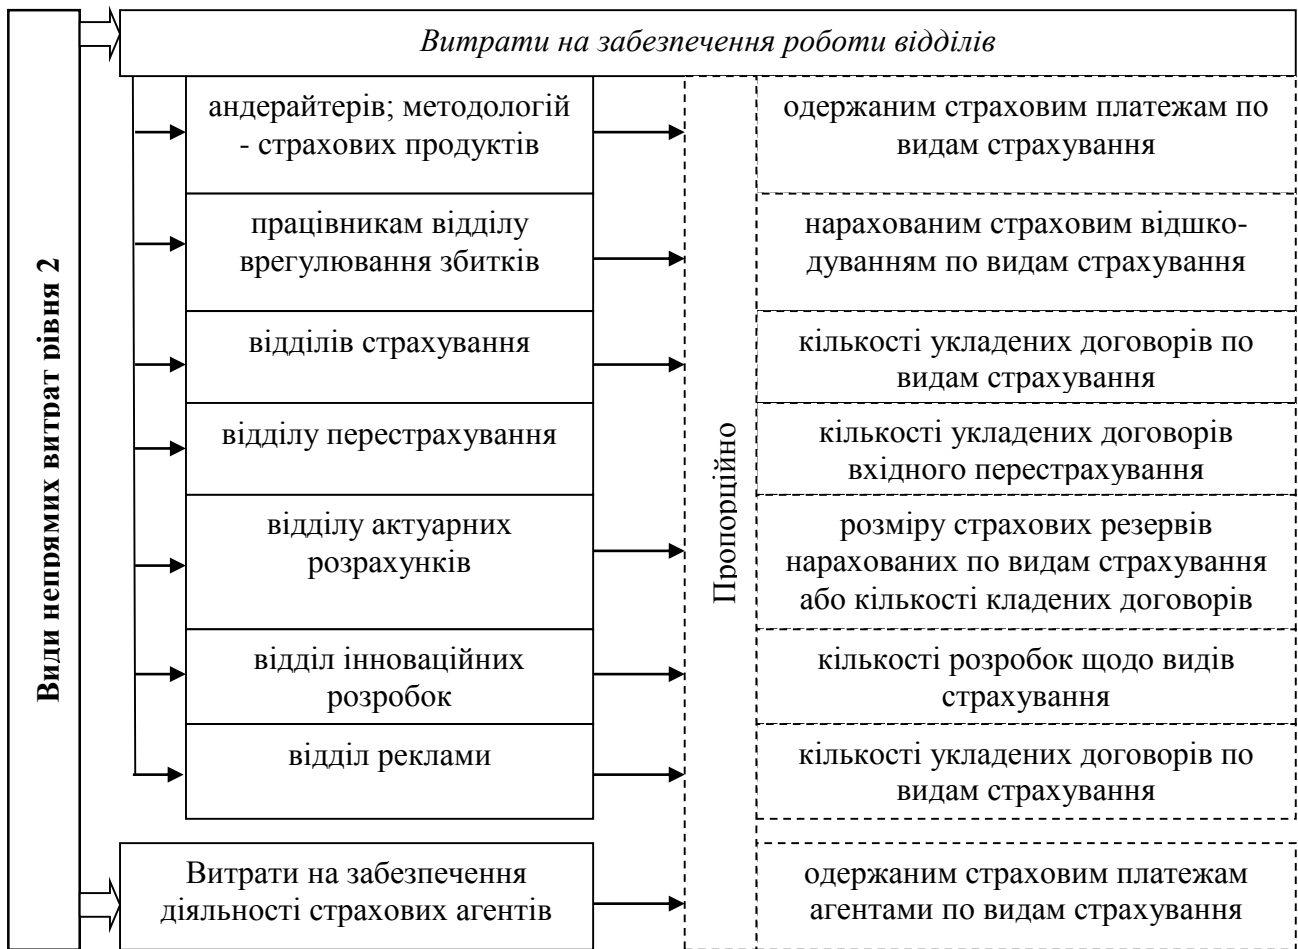 Види непрямих витрат рівня 2
Витрати на забезпечення роботи відділів
андерайтерів; методологій
- страхових продуктів
одержаним страховим платежам по
видам страхування
працівникам відділу
врегулювання збитків
нарахованим страховим відшко-
дуванням по видам страхування
відділів страхування
кількості укладених договорів по
видам страхування
відділу перестрахування
кількості укладених договорів
вхідного перестрахування
Пропорційно
відділу актуарних
розрахунків
розміру страхових резервів
нарахованих по видам страхування
або кількості кладених договорів
відділ інноваційних
розробок
кількості розробок щодо видів
страхування
відділ реклами
кількості укладених договорів по
видам страхування
Витрати на забезпечення
діяльності страхових агентів
одержаним страховим платежам
агентами по видам страхування